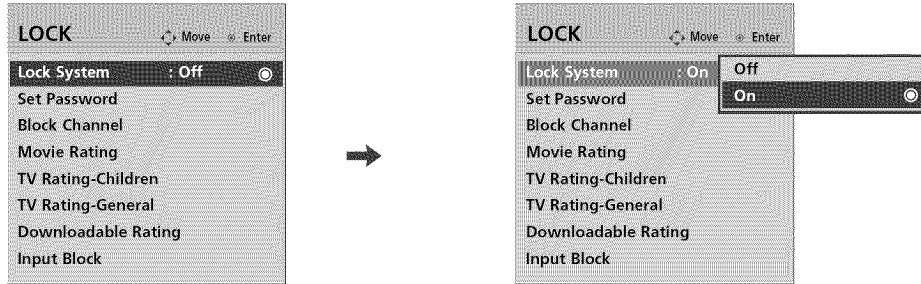 LOCK
Move Enter
Lock System : Off
Set Password
Block Channel
Movie Rating
TV Rating-Children
TV Rating-General
Downloadable Rating
Input Block
LOCK
Move Enter
Lock System : On
Off
On
Set Password
Block Channel
Movie Rating
TV Rating-Children
TV Rating-General
Downloadable Rating
Input Block